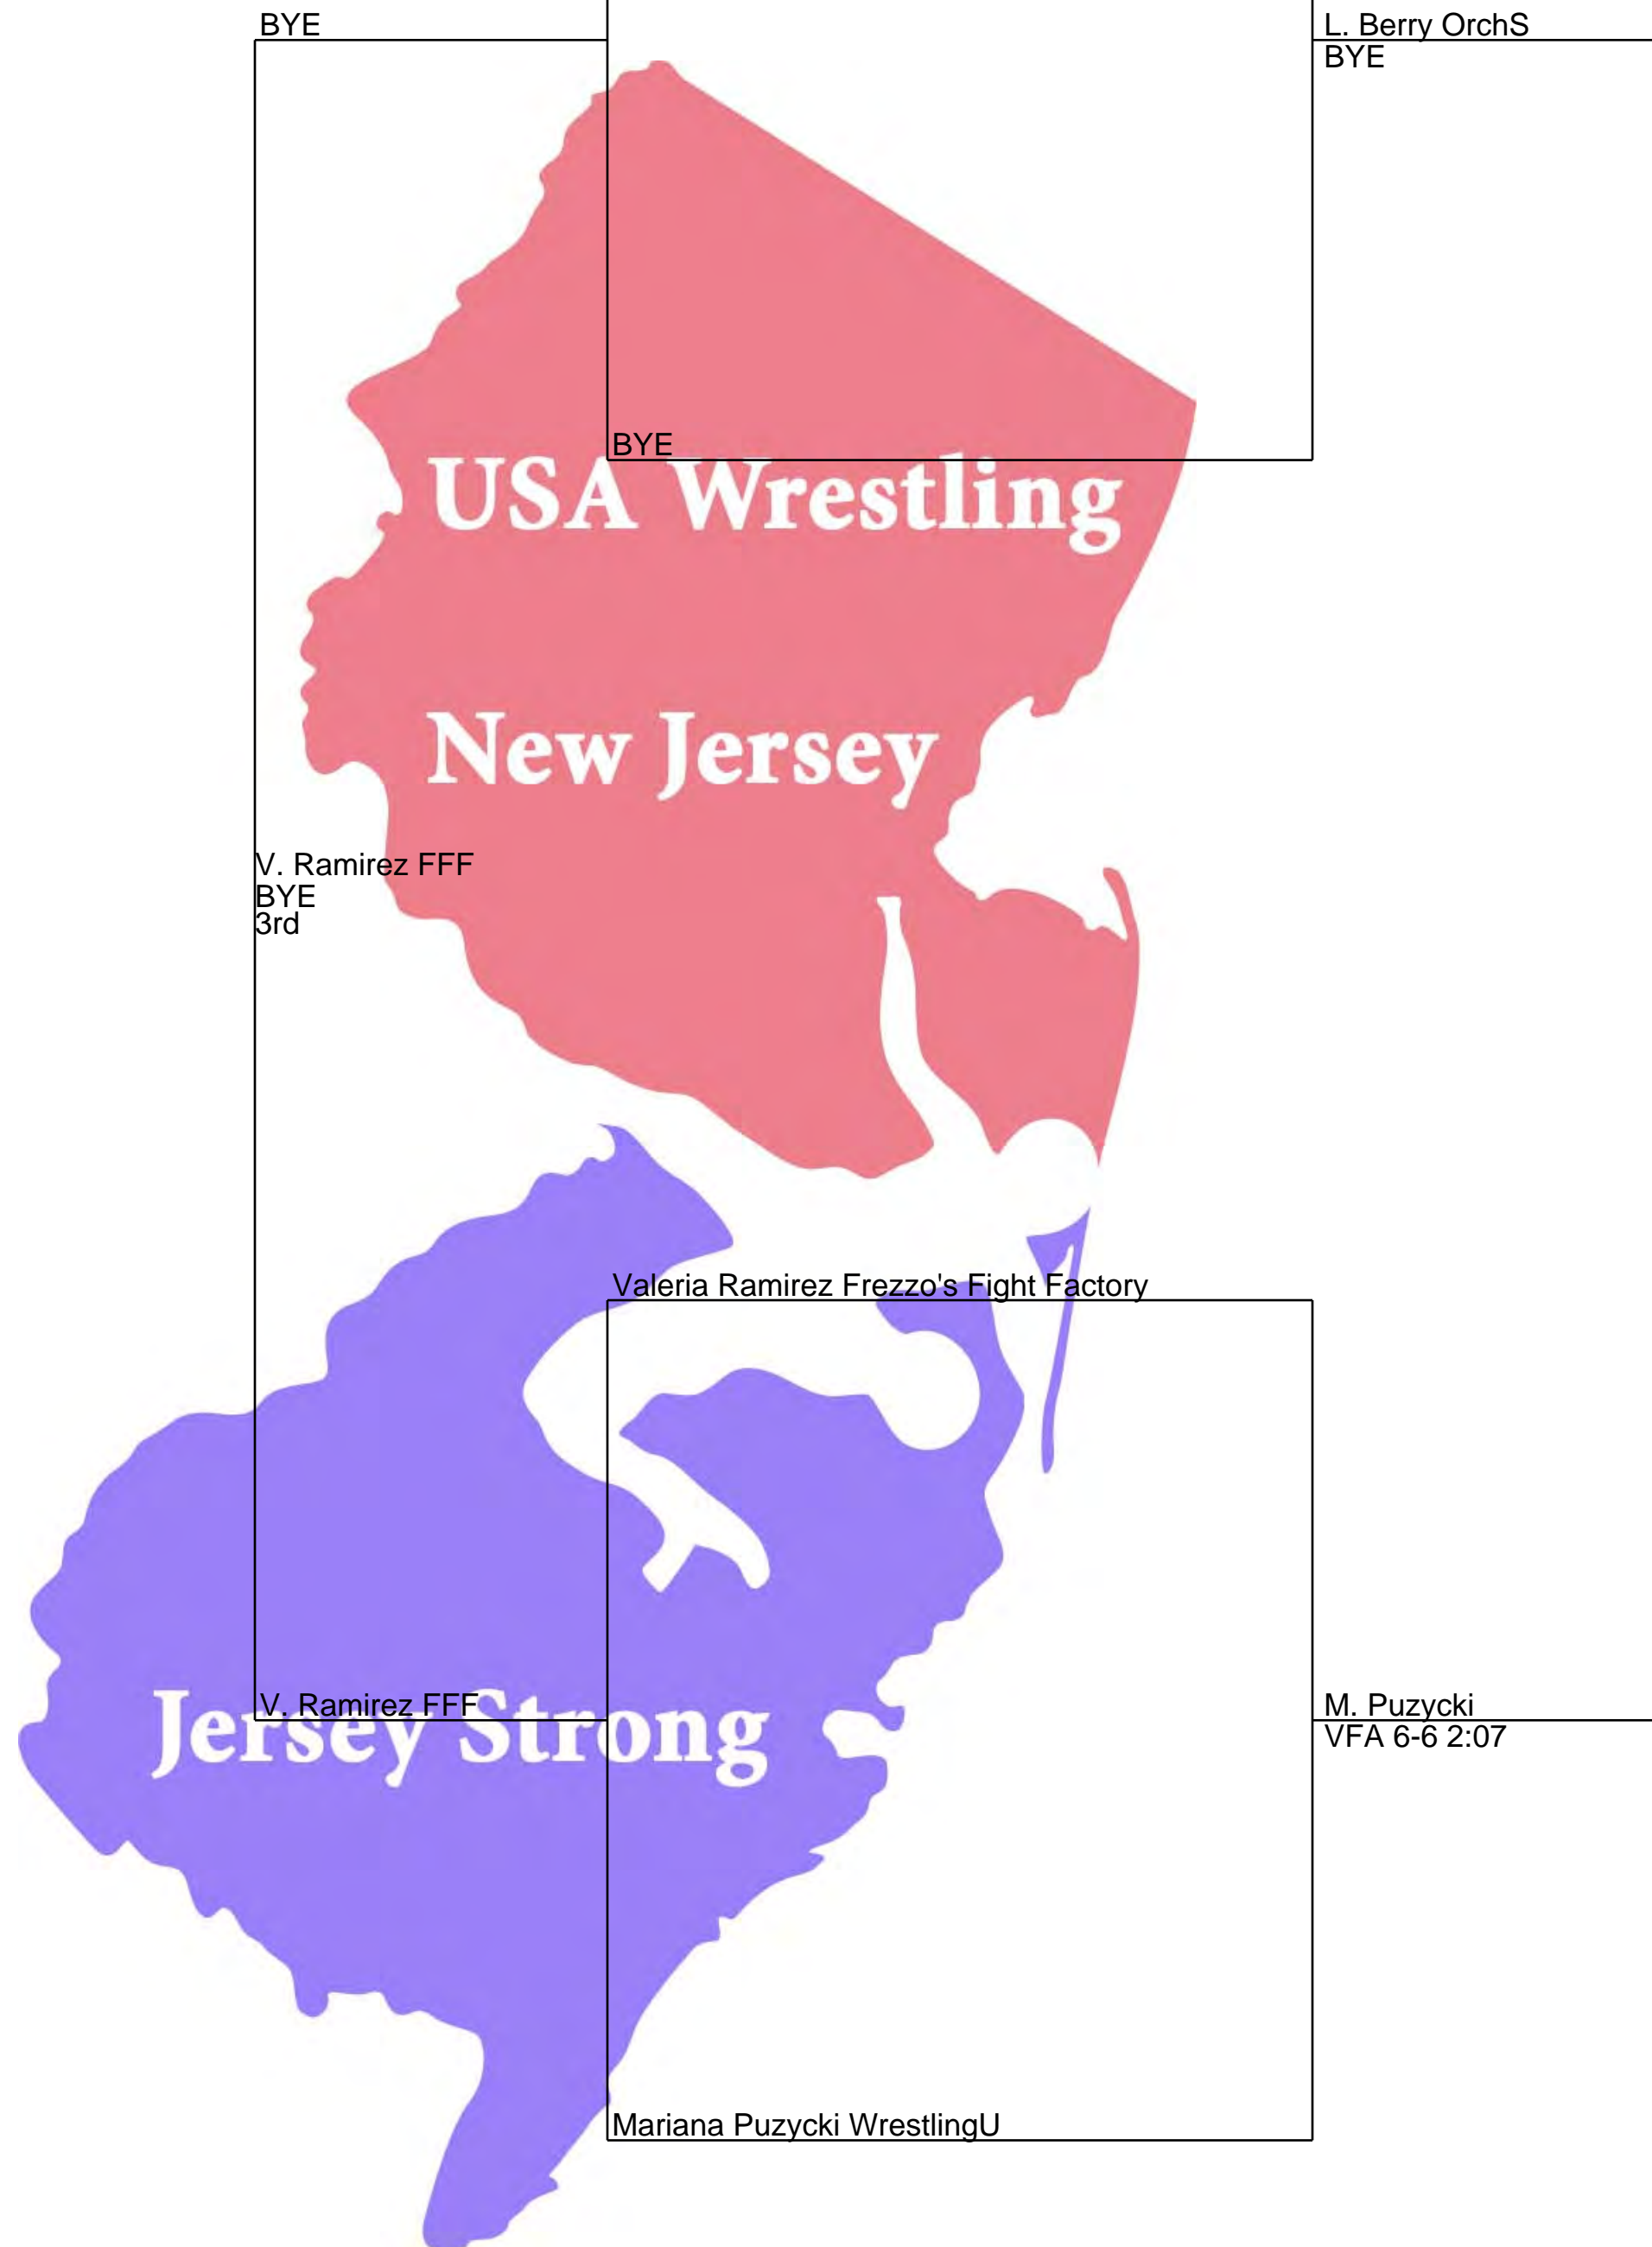 BYE
L. Berry OrchS
BYE
BYE
USA Wrestling
New Jersey
V. Ramirez FFF
BYE
3rd
Valeria Ramirez Frezzo's Fight Factory
V. Ramirez FFF
Jersey Strong
M. Puzycki
VFA 6-6 2:07
Mariana Puzycki WrestlingU